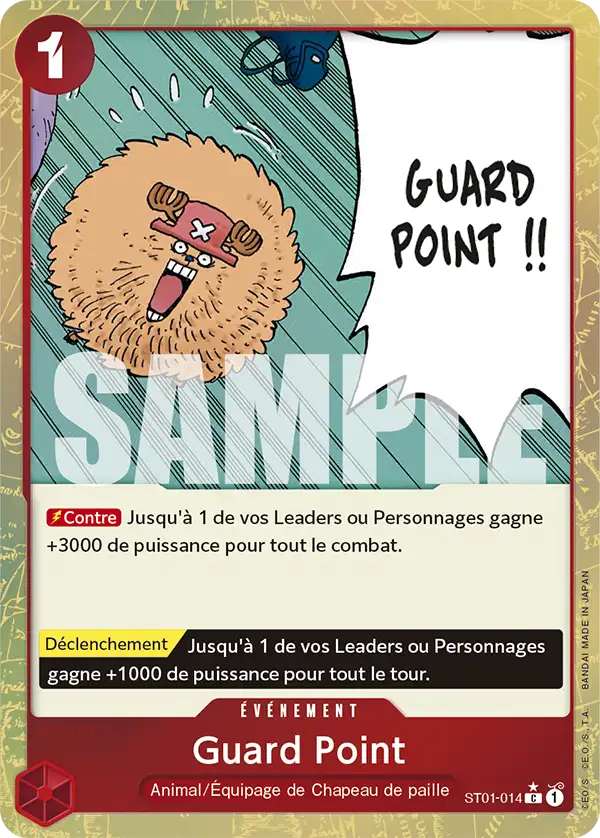 1
GUARD
POINT !!
SAMPLE
Contre Jusqu'à 1 de vos Leaders ou Personnages gagne
+3000 de puissance pour tout le combat.
Déclenchement Jusqu'à 1 de vos Leaders ou Personnages
gagne +1000 de puissance pour tout le tour.
ÉVÉNEMENT
Guard Point
Animal/Équipage de Chapeau de paille
ST01-014 C 1
©E.O./S. ©E.O./S., T.A. BANDAI MADE IN JAPAN